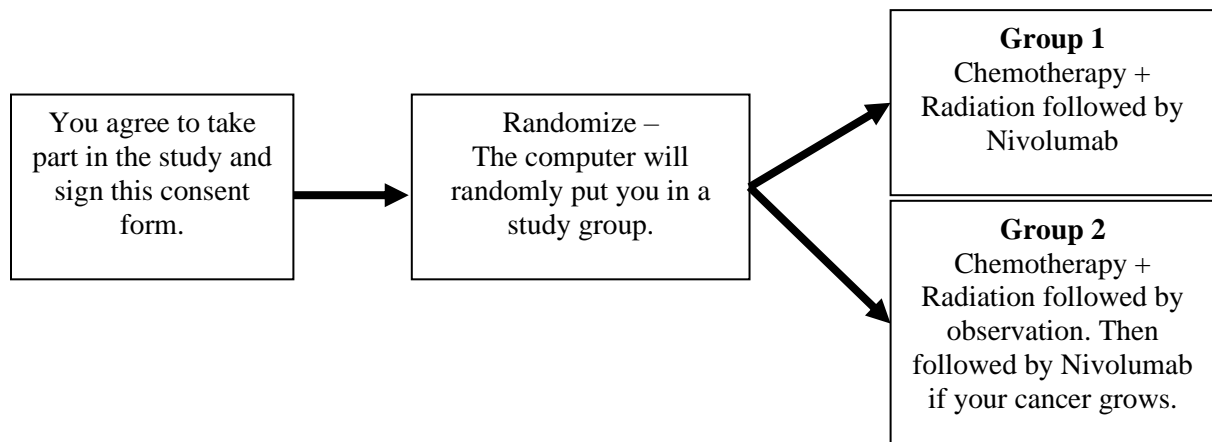 You agree to take
part in the study and
sign this consent
form.
Randomize –
The computer will
randomly put you in a
study group.
Group 1
Chemotherapy +
Radiation followed by
Nivolumab
Group 2
Chemotherapy +
Radiation followed by
observation. Then
followed by Nivolumab
if your cancer grows.